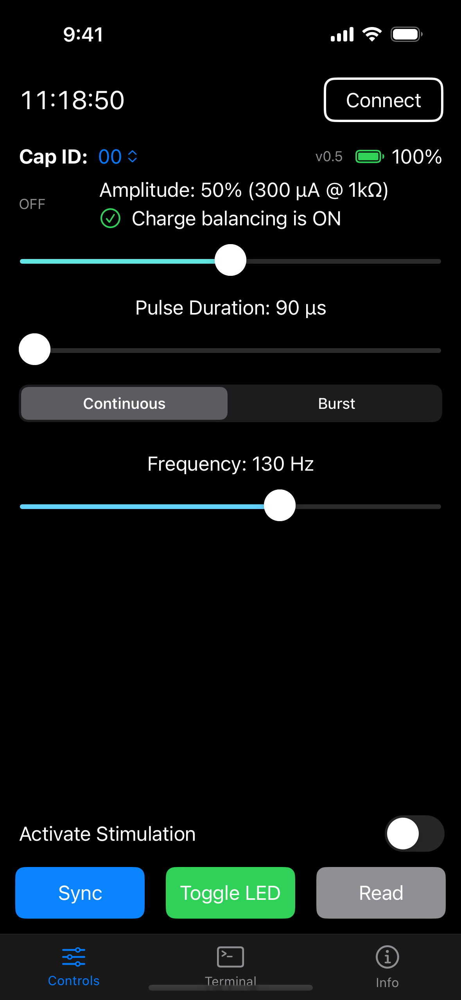 9:41
11:18:50
Connect
Cap ID: 00
v0.5 100%
Amplitude: 50% (300 µA @ 1kΩ)
OFF
Charge balancing is ON
Pulse Duration: 90 µs
Continuous
Burst
Frequency: 130 Hz
Activate Stimulation
Sync
Toggle LED
Read
Controls
Terminal
Info